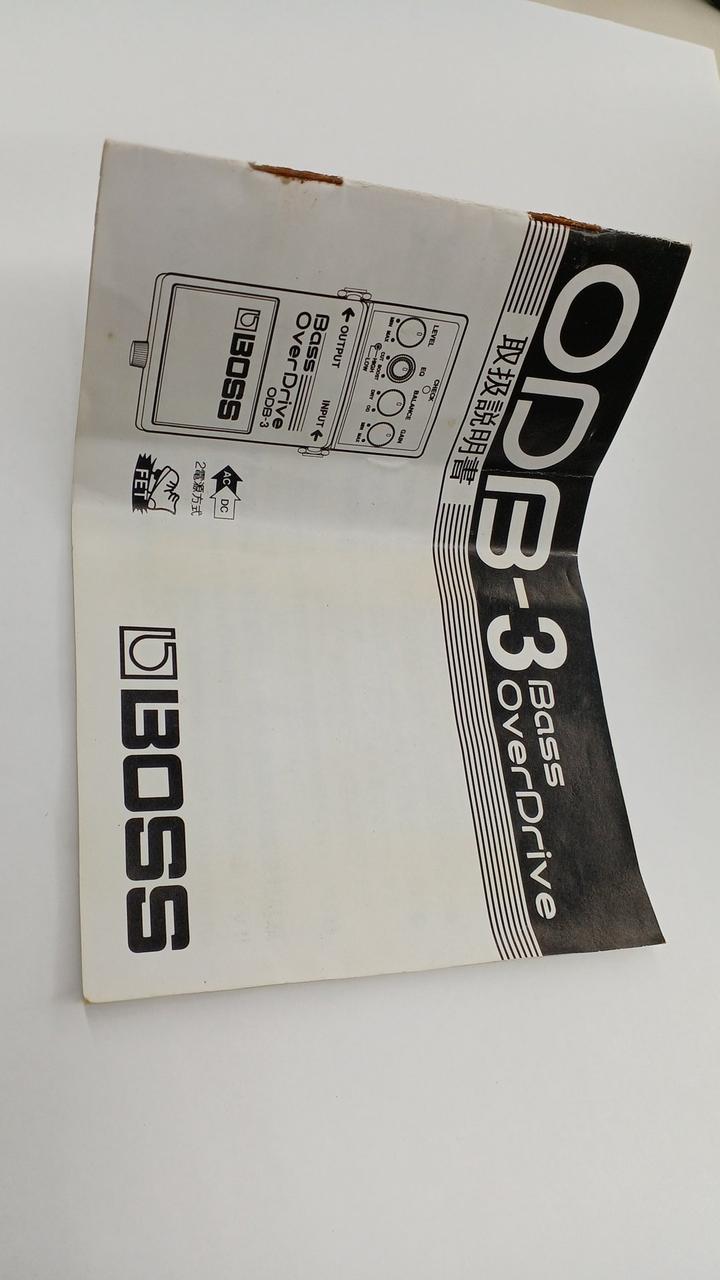 ODB-3 Bass
OverDrive
取扱説明書
LEVEL
EQ
CHECK
BALANCE
GAIN
MIN MAX
CUT BOOST
HIGH
LOW
DRY OD
MIN MAX
OUTPUT
INPUT
Bass
OverDrive
ODB-3
BOSS
AC DC
2電源方式
FET
BOSS